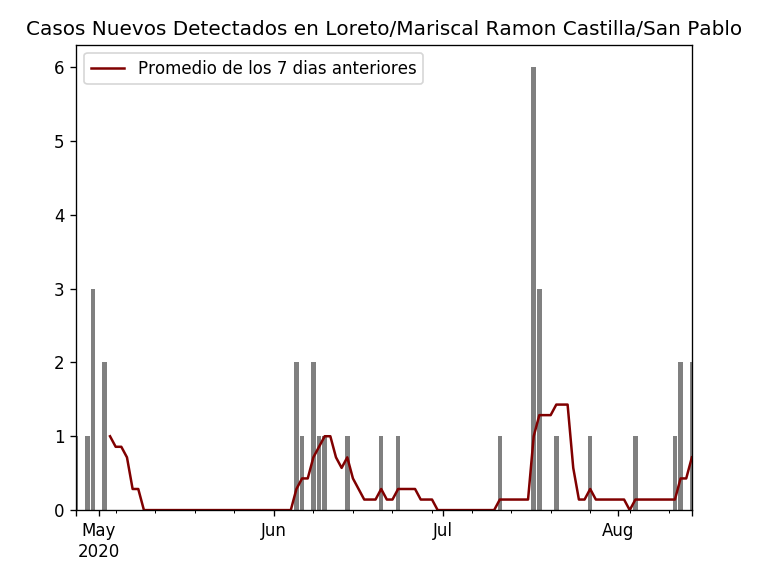 Casos Nuevos Detectados en Loreto/Mariscal Ramon Castilla/San Pablo
Promedio de los 7 dias anteriores
6
5
4
3
2
1
0
May Jun Jul Aug
2020